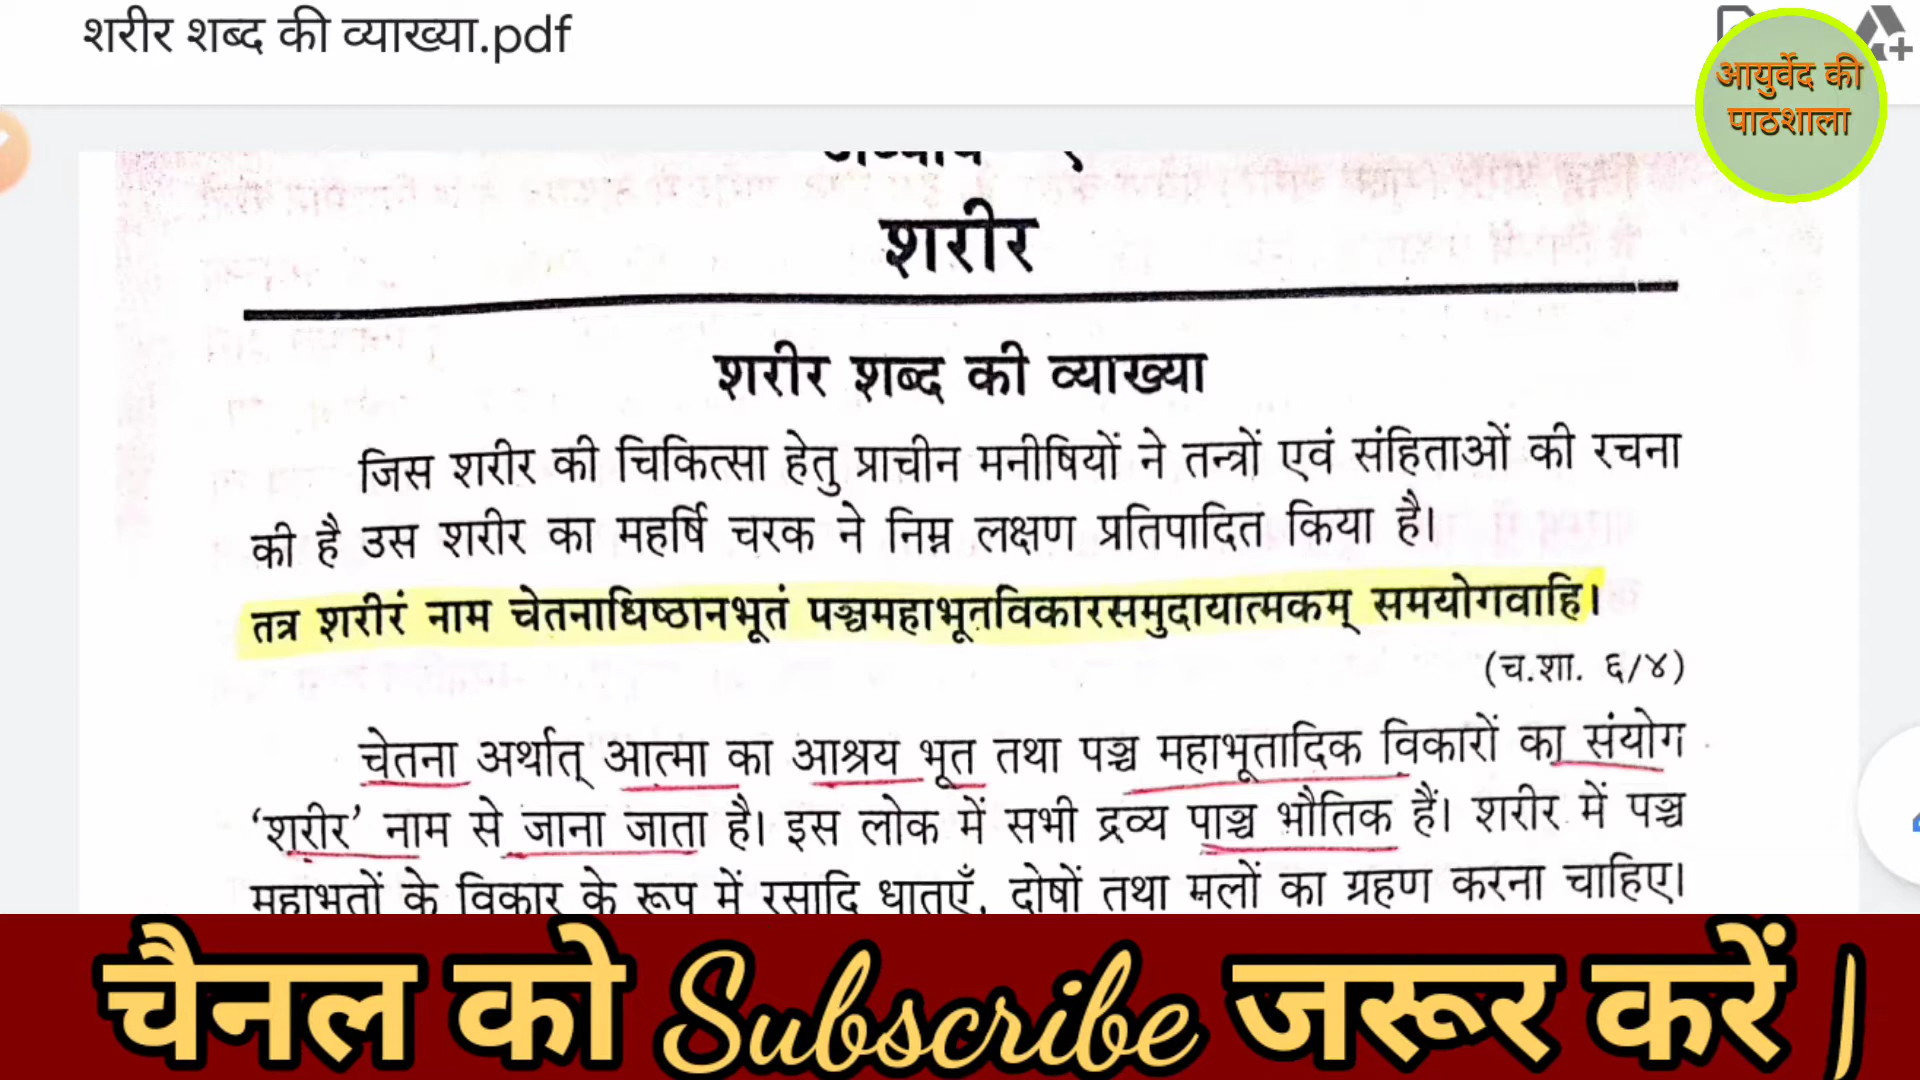 शरीर शब्द की व्याख्या.pdf
आयुर्वेद की
पाठशाला
शरीर
शरीर शब्द की व्याख्या
जिस शरीर की चिकित्सा हेतु प्राचीन मनीषियों ने तन्त्रों एवं संहिताओं की रचना
की है उस शरीर का महर्षि चरक ने निम्न लक्षण प्रतिपादित किया है।
तत्र शरीरं नाम चेतनाधिष्ठानभूतं पञ्चमहाभूतविकारसमुदायात्मकम् समयोगवाहि।
(च.शा. ६/४)
चेतना अर्थात् आत्मा का आश्रय भूत तथा पञ्च महाभूतादिक विकारों का संयोग
‘शरीर’ नाम से जाना जाता है। इस लोक में सभी द्रव्य पाञ्च भौतिक हैं। शरीर में पञ्च
महाभूतों के विकार के रूप में रसादि धातुएँ, दोषों तथा मलों का ग्रहण करना चाहिए।
चैनल को Subscribe जरूर करें |